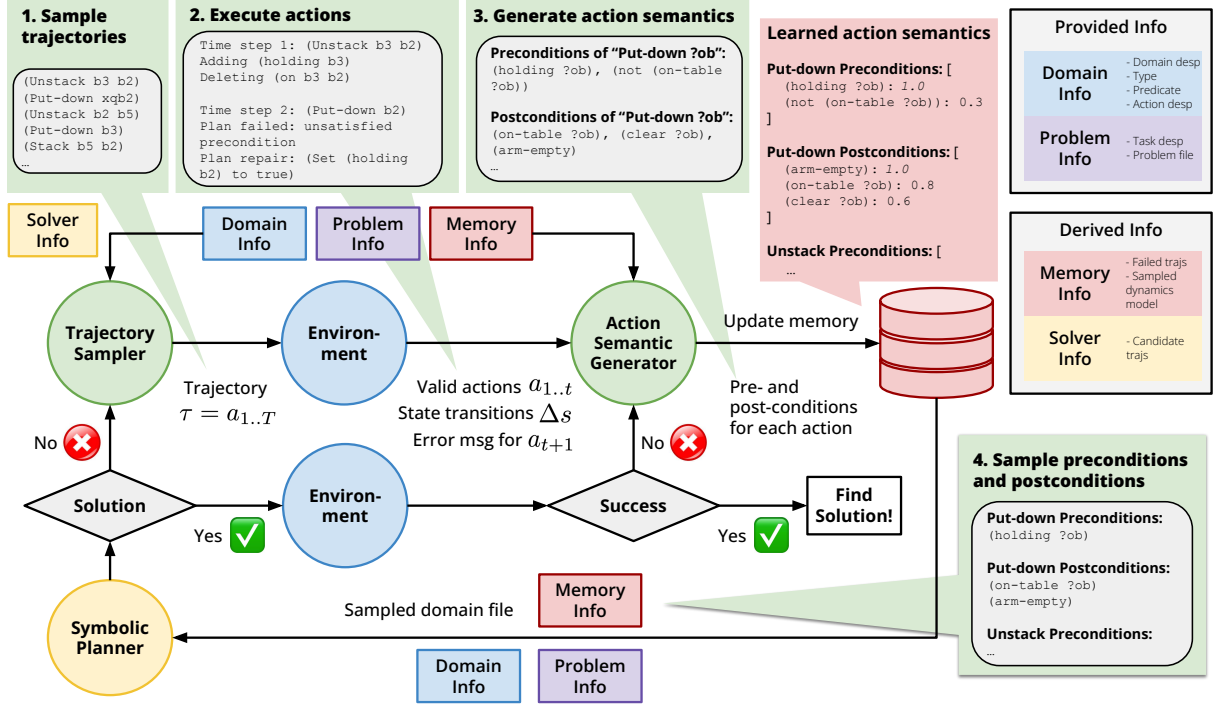 1. Sample
trajectories
(Unstack b3 b2)
(Put-down xqb2)
(Unstack b2 b5)
(Put-down b3)
(Stack b5 b2)
…
2. Execute actions
Time step 1: (Unstack b3 b2)
Adding (holding b3)
Deleting (on b3 b2)
Time step 2: (Put-down b2)
Plan failed: unsatisfied
precondition
Plan repair: (Set (holding
b2) to true)
3. Generate action semantics
Preconditions of “Put-down ?ob”:
(holding ?ob), (not (on-table
?ob))
Postconditions of “Put-down ?ob”:
(on-table ?ob), (clear ?ob),
(arm-empty)
…
Learned action semantics
Put-down Preconditions: [
(holding ?ob): 1.0
(not (on-table ?ob)): 0.3
]
Put-down Postconditions: [
(arm-empty): 1.0
(on-table ?ob): 0.8
(clear ?ob): 0.6
]
Unstack Preconditions: [
…
Provided Info
Domain
Info
- Domain desp
- Type
- Predicate
- Action desp
Problem
Info
- Task desp
- Problem file
Derived Info
Memory
Info
- Failed trajs
- Sampled
dynamics
model
Solver
Info
- Candidate
trajs
Solver
Info
Domain
Info
Problem
Info
Memory
Info
Trajectory
Sampler
Environ-
ment
Action
Semantic
Generator
Update memory
Trajectory
τ = a1..T
Valid actions a1..t
State transitions Δs
Error msg for at+1
Pre- and
post-conditions
for each action
No
No
Solution
Yes
Environ-
ment
Success
Yes
Find
Solution!
4. Sample preconditions
and postconditions
Put-down Preconditions:
(holding ?ob)
Put-down Postconditions:
(on-table ?ob)
(arm-empty)
Unstack Preconditions:
…
Symbolic
Planner
Sampled domain file
Memory
Info
Domain
Info
Problem
Info